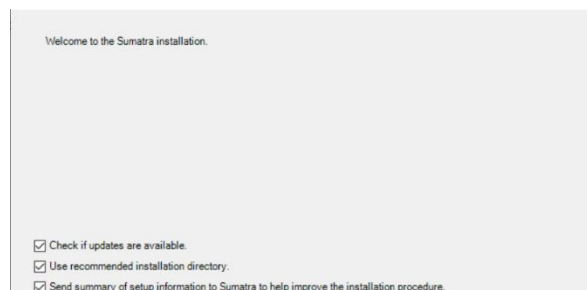 Welcome to the Sumatra installation.
Check if updates are available.
Use recommended installation directory.
Send summary of setup information to Sumatra to help improve the installation procedure.